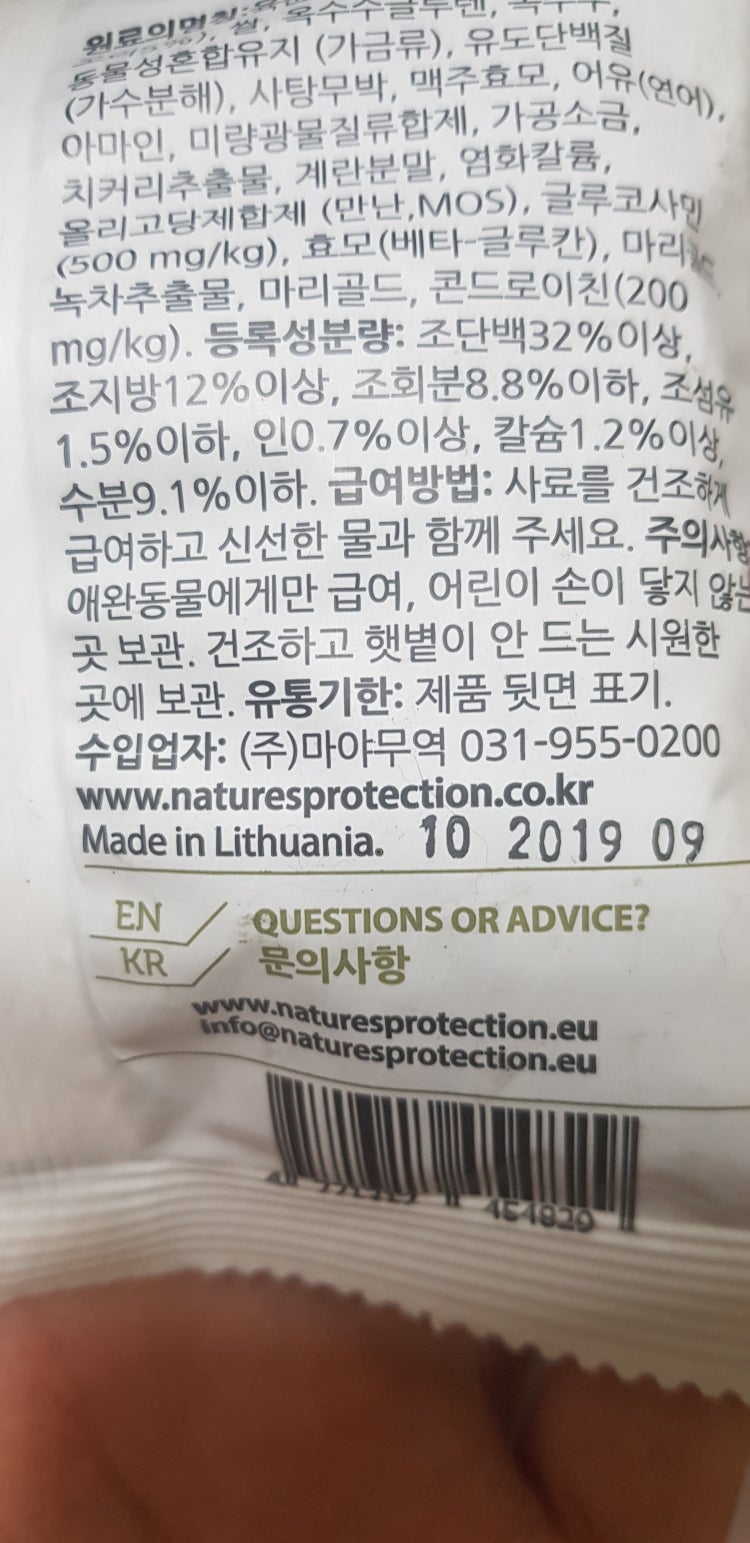 원료의명칭: 쌀, 옥수수글루텐,
동물성혼합유지 (가금류), 유도단백질
(가수분해), 사탕무박, 맥주효모, 어유(연어),
아마인, 미량광물질류합제, 가공소금,
치커리추출물, 계란분말, 염화칼륨,
올리고당제합제 (만난,MOS), 글루코사민
(500 mg/kg), 효모(베타-글루칸),
녹차추출물, 마리골드, 콘드로이친(200
mg/kg). 등록성분량: 조단백32%이상,
조지방12%이상, 조회분8.8%이하, 조섬유
1.5%이하, 인0.7%이상, 칼슘1.2%이상,
수분9.1%이하. 급여방법: 사료를 건조하게
급여하고 신선한 물과 함께 주세요. 주의사항
애완동물에게만 급여, 어린이 손이 닿지 않는
곳 보관. 건조하고 햇볕이 안 드는 시원한
곳에 보관. 유통기한: 제품 뒷면 표기.
수입업자: (주)마야무역 031-955-0200
www.naturesprotection.co.kr
Made in Lithuania. 10 2019 09
EN QUESTIONS OR ADVICE?
KR 문의사항
www.naturesprotection.eu
info@naturesprotection.eu
454820